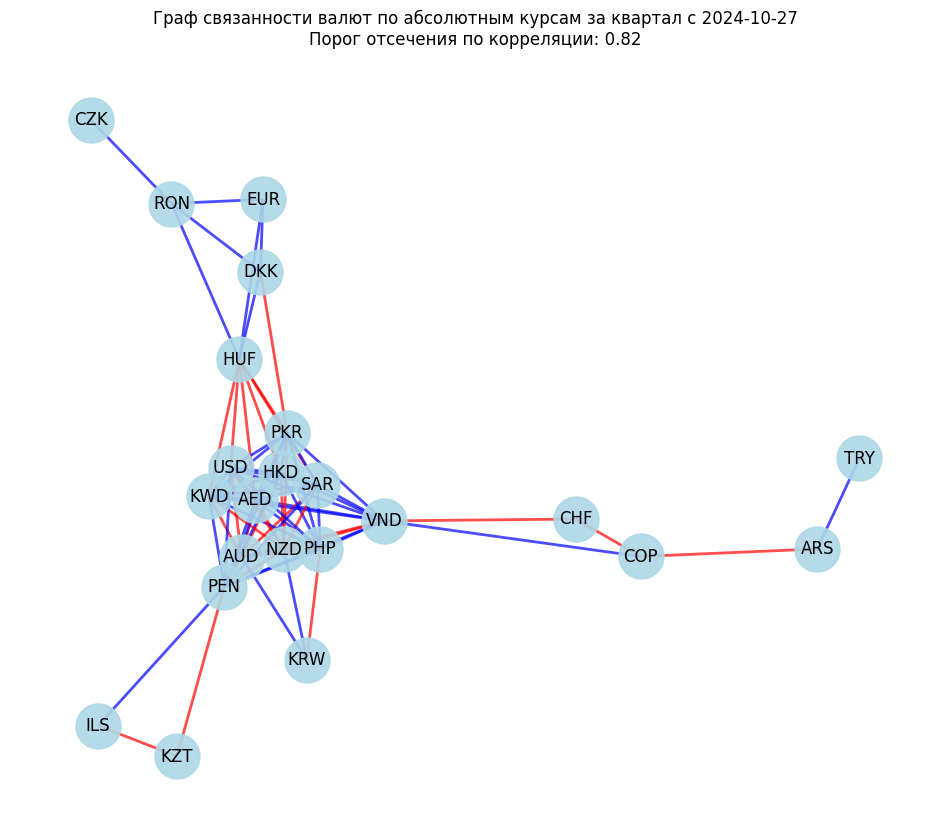 Граф связанности валют по абсолютным курсам за квартал с 2024-10-27
Порог отсечения по корреляции: 0.82
CZK
RON
EUR
DKK
HUF
PKR
USD
HKD
SAR
KWD
AED
VND
CHF
COP
ARS
TRY
AUD
NZD
PHP
PEN
KRW
ILS
KZT